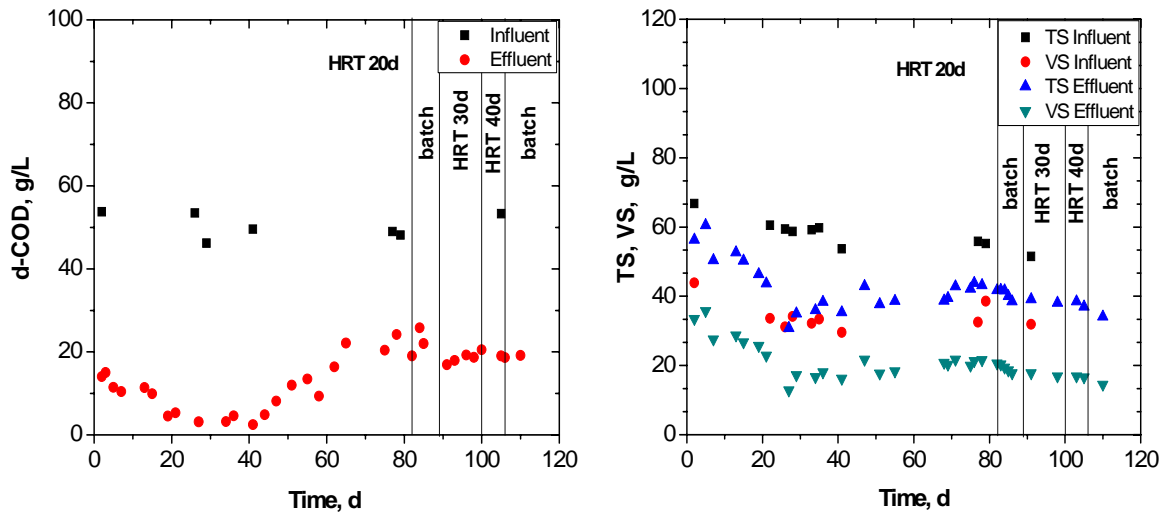 100
80
60
40
20
0
d-COD, g/L
Influent
Effluent
HRT 20d
batch
HRT 30d
HRT 40d
batch
0 20 40 60 80 100 120
Time, d
120
100
80
60
40
20
0
TS, VS, g/L
TS Influent
VS Influent
TS Effluent
VS Effluent
HRT 20d
batch
HRT 30d
HRT 40d
batch
0 20 40 60 80 100 120
Time, d